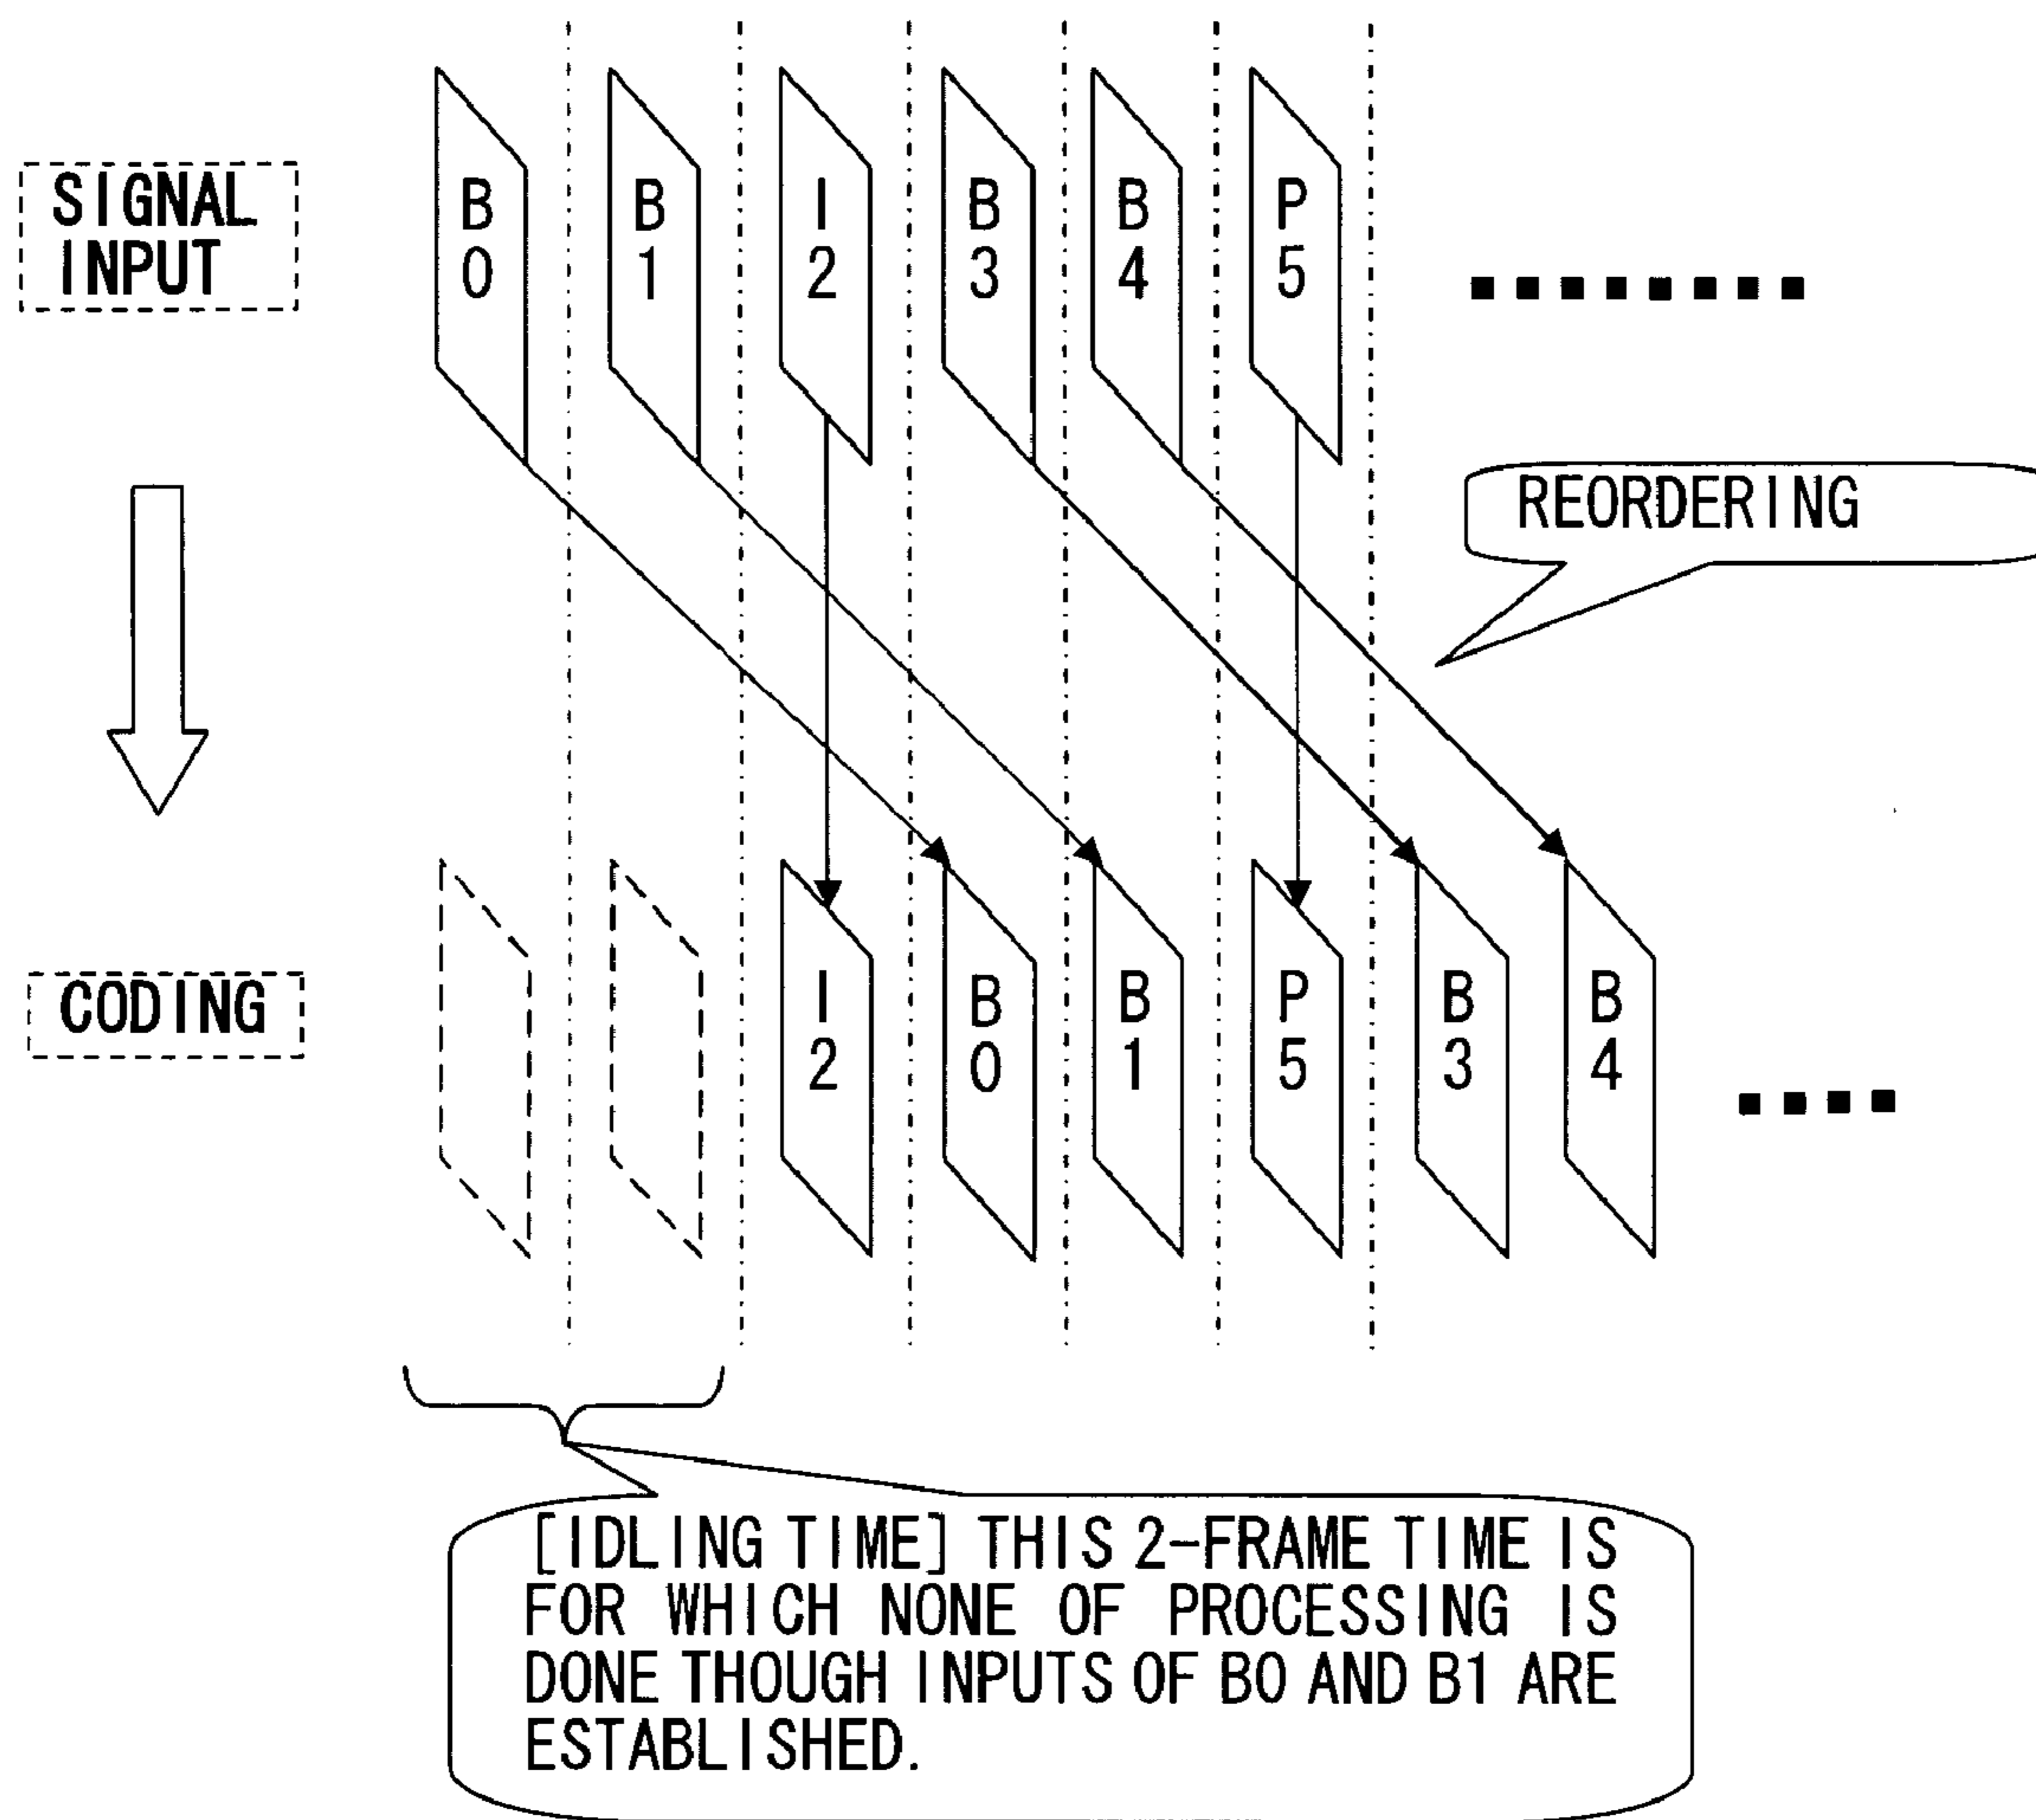 SIGNAL
INPUT
B B I B B P
0 1 2 3 4 5
REORDERING
CODING
I B B P B B
2 0 1 5 3 4
[IDLING TIME] THIS 2-FRAME TIME IS
FOR WHICH NONE OF PROCESSING IS
DONE THOUGH INPUTS OF B0 AND B1 ARE
ESTABLISHED.